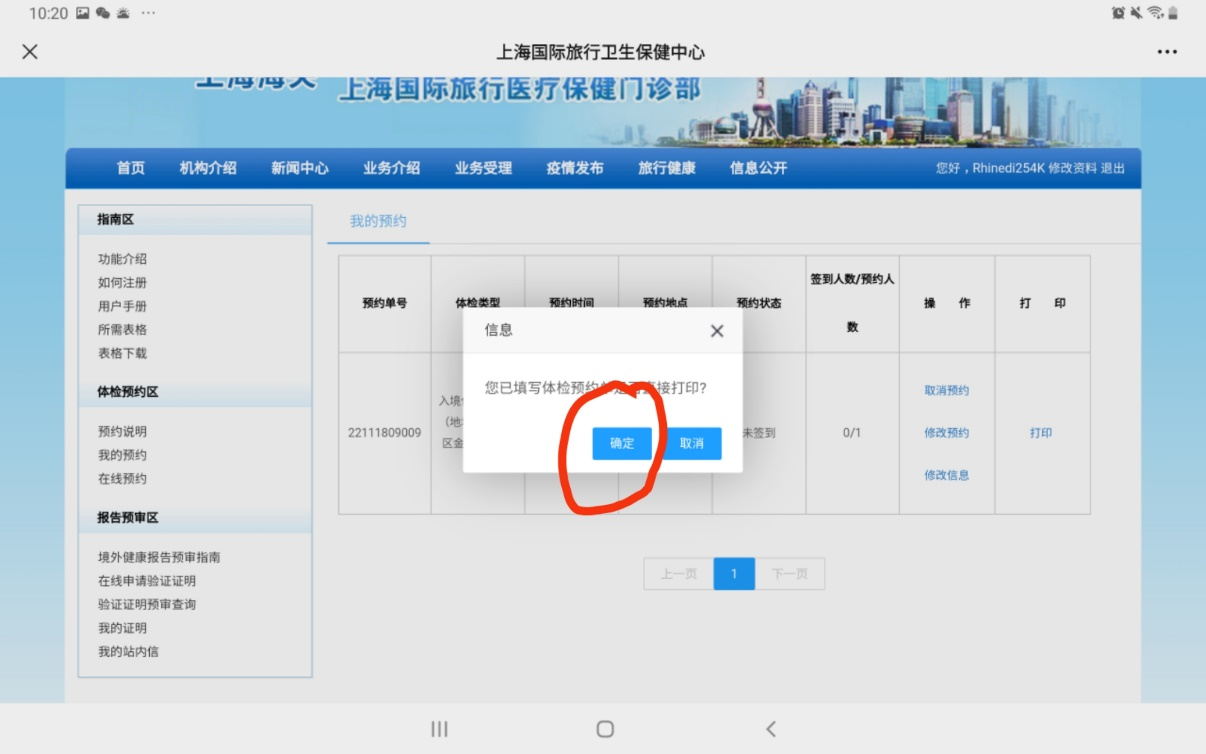 10:20
上海国际旅行卫生保健中心
上海国际旅行医疗保健门诊部
首页 机构介绍 新闻中心 业务介绍 业务受理 疫情发布 旅行健康 信息公开 您好，Rhinedi254K 修改资料 退出
指南区
功能介绍
如何注册
用户手册
所需表格
表格下载
体检预约区
预约说明
我的预约
在线预约
报告预审区
境外健康报告预审指南
在线申请验证证明
验证证明预审查询
我的证明
我的站内信
我的预约
预约单号 体检类型 预约时间 预约地点 预约状态 签到人数/预约人数 操 作 打 印
22111809009 入境 未签到 0/1 取消预约 打印
（地 修改预约
区金 修改信息
信息
您已填写体检预约 是否直接打印?
确定 取消
上一页 1 下一页